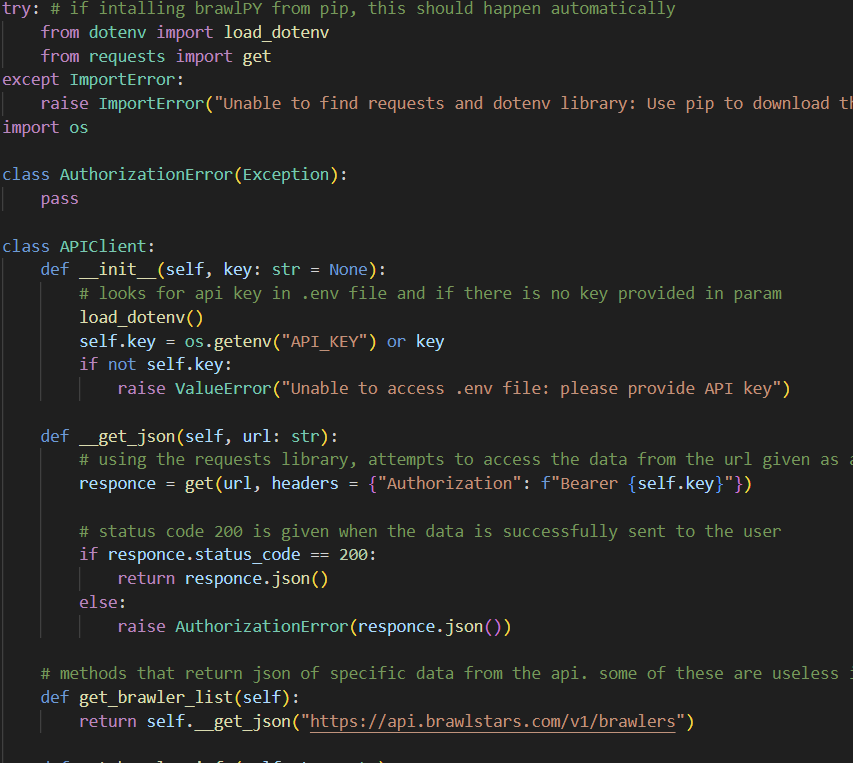 try: # if intalling brawlPY from pip, this should happen automatically
    from dotenv import load_dotenv
    from requests import get
except ImportError:
    raise ImportError("Unable to find requests and dotenv library: Use pip to download
import os

class AuthorizationError(Exception):
    pass

class APIClient:
    def __init__(self, key: str = None):
        # looks for api key in .env file and if there is no key provided in param
        load_dotenv()
        self.key = os.getenv("API_KEY") or key
        if not self.key:
            raise ValueError("Unable to access .env file: please provide API key")

    def __get_json(self, url: str):
        # using the requests library, attempts to access the data from the url given as
        responce = get(url, headers = {"Authorization": f"Bearer {self.key}"})

        # status code 200 is given when the data is successfully sent to the user
        if responce.status_code == 200:
            return responce.json()
        else:
            raise AuthorizationError(responce.json())

    # methods that return json of specific data from the api. some of these are useless
    def get_brawler_list(self):
        return self.__get_json("https://api.brawlstars.com/v1/brawlers")